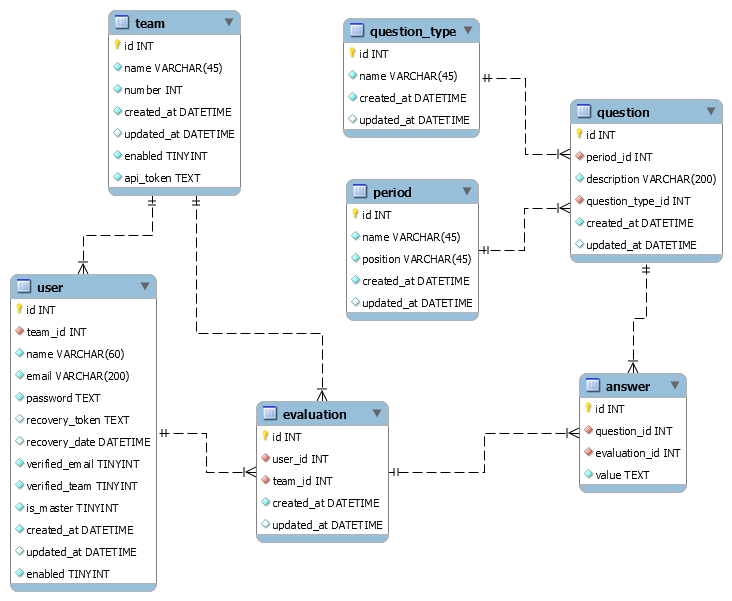 team
id INT
name VARCHAR(45)
number INT
created_at DATETIME
updated_at DATETIME
enabled TINYINT
api_token TEXT
question_type
id INT
name VARCHAR(45)
created_at DATETIME
updated_at DATETIME
question
id INT
period_id INT
description VARCHAR(200)
question_type_id INT
created_at DATETIME
updated_at DATETIME
period
id INT
name VARCHAR(45)
position VARCHAR(45)
created_at DATETIME
updated_at DATETIME
user
id INT
team_id INT
name VARCHAR(60)
email VARCHAR(200)
password TEXT
recovery_token TEXT
recovery_date DATETIME
verified_email TINYINT
verified_team TINYINT
is_master TINYINT
created_at DATETIME
updated_at DATETIME
enabled TINYINT
evaluation
id INT
user_id INT
team_id INT
created_at DATETIME
updated_at DATETIME
answer
id INT
question_id INT
evaluation_id INT
value TEXT